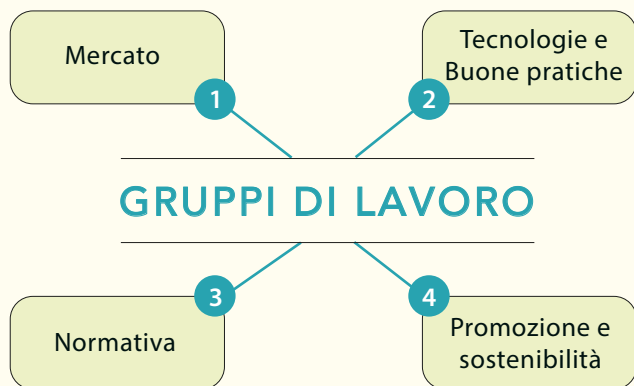 Mercato
1
Tecnologie e
Buone pratiche
2
GRUPPI DI LAVORO
3
Normativa
4
Promozione e
sostenibilità